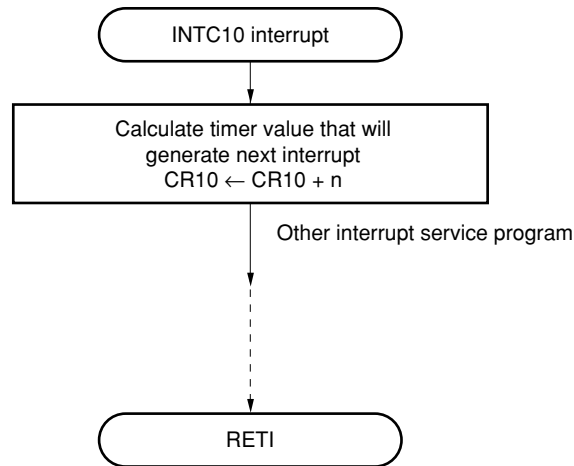 INTC10 interrupt
Calculate timer value that will
generate next interrupt
CR10 ← CR10 + n
Other interrupt service program
RETI